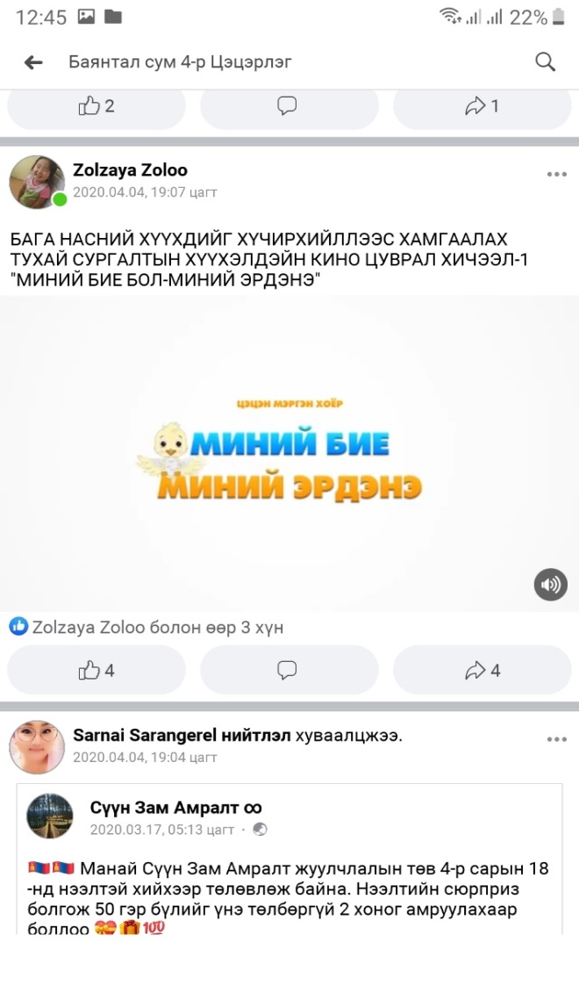 12:45
22%
Баянтал сум 4-р Цэцэрлэг
2
1
Zolzaya Zoloo
2020.04.04, 19:07 цагт
БАГА НАСНИЙ ХҮҮХДИЙГ ХҮЧИРХИЙЛЛЭЭС ХАМГААЛАХ
ТУХАЙ СУРГАЛТЫН ХҮҮХЭЛДЭЙН КИНО ЦУВРАЛ ХИЧЭЭЛ-1
"МИНИЙ БИЕ БОЛ-МИНИЙ ЭРДЭНЭ"
ЦЭЦЭН МЭРГЭН ХОЁР
МИНИЙ БИЕ
МИНИЙ ЭРДЭНЭ
Zolzaya Zoloo болон өөр 3 хүн
4
4
Sarnai Sarangerel нийтлэл хуваалцжээ.
2020.04.04, 19:04 цагт
Сүүн Зам Амралт ∞
2020.03.17, 05:13 цагт ·
🇲🇳🇲🇳 Манай Сүүн Зам Амралт жуулчлалын төв 4-р сарын 18
-нд нээлтэй хийхээр төлөвлөж байна. Нээлтийн сюрприз
болгож 50 гэр бүлийг үнэ төлбөргүй 2 хоног амруулахаар
боллоо 💝🎁💯